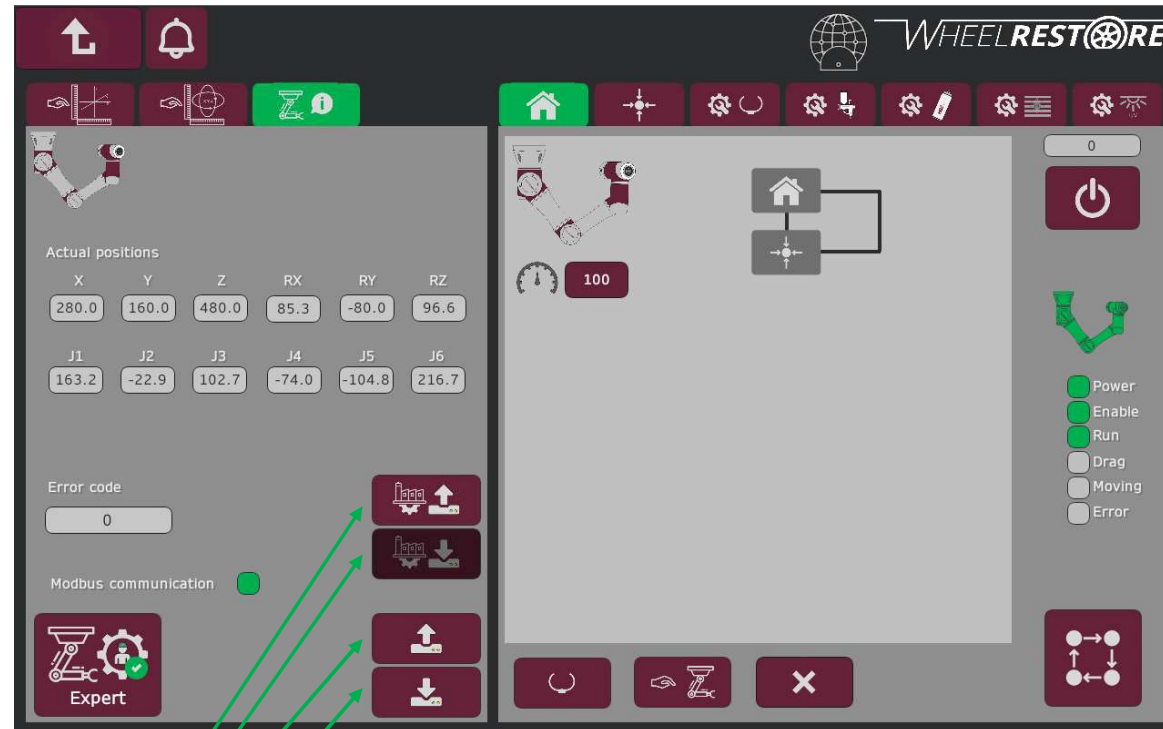 WHEELRESTORE
0
Actual positions
X Y Z RX RY RZ
280.0 160.0 480.0 85.3 -80.0 96.6
J1 J2 J3 J4 J5 J6
163.2 -22.9 102.7 -74.0 -104.8 216.7
Error code
0
Modbus communication
Expert
100
Power
Enable
Run
Drag
Moving
Error